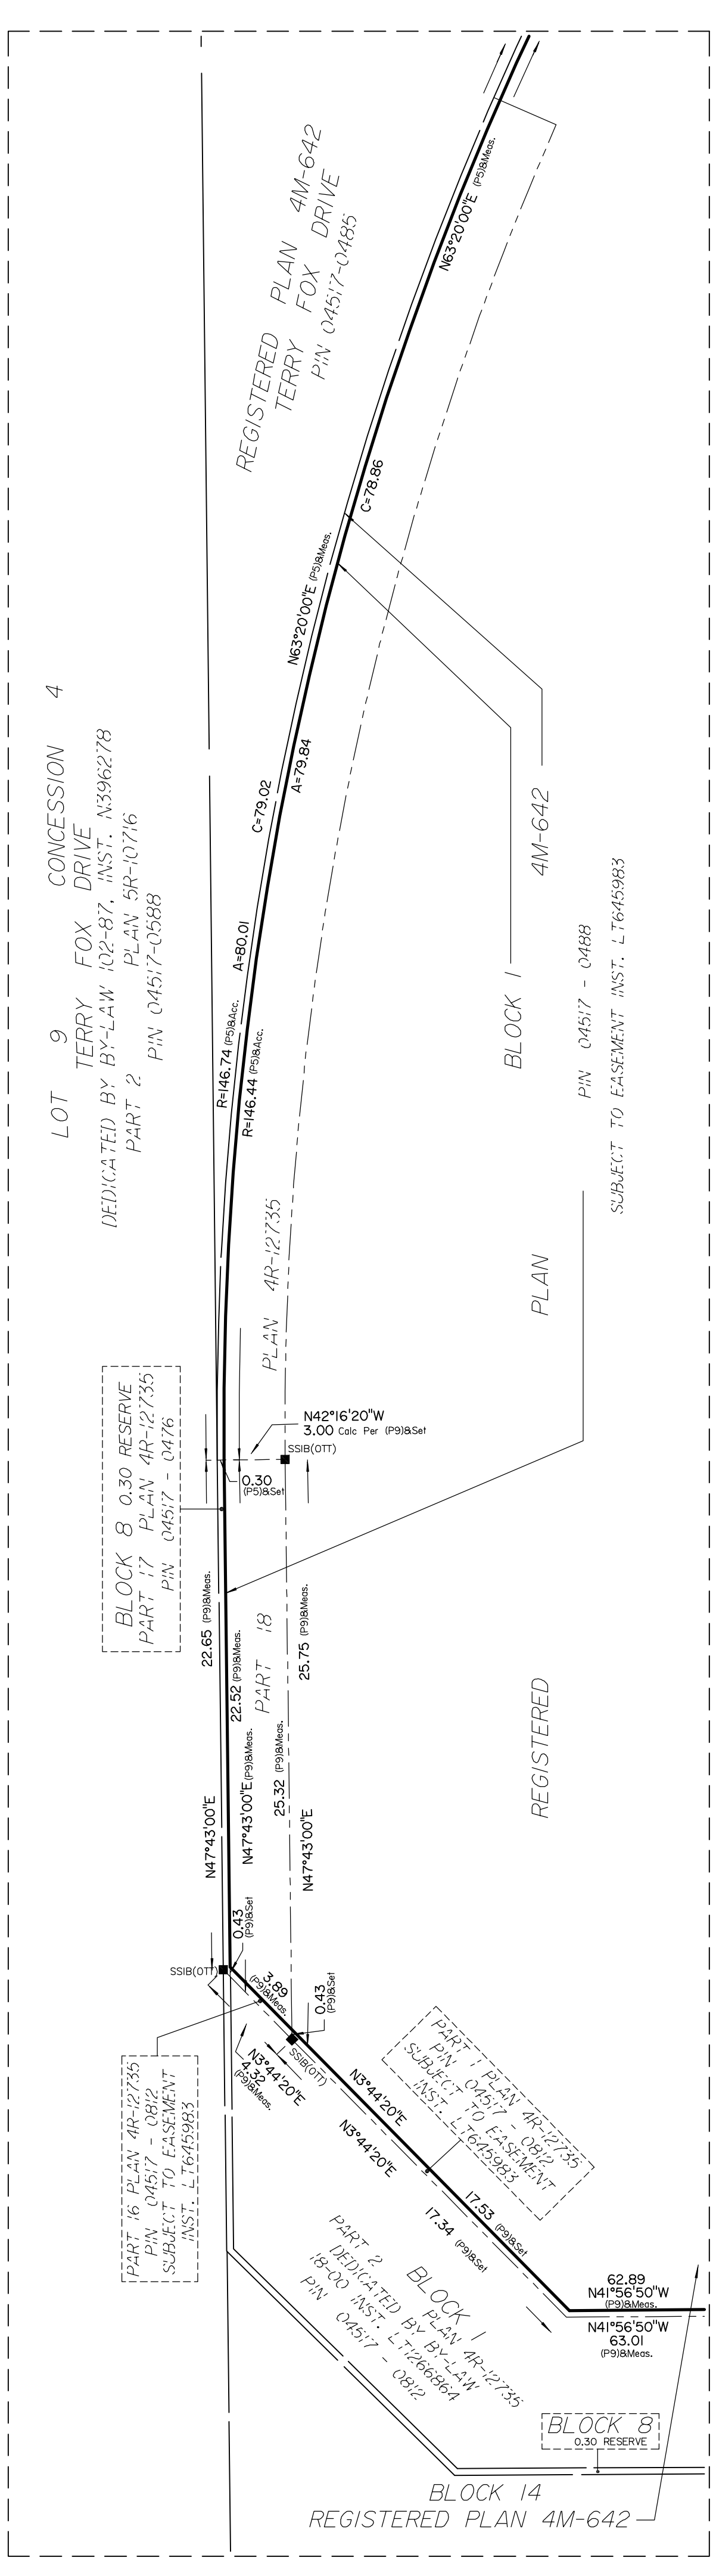 REGISTERED PLAN 4M-642
TERRY FOX DRIVE
PIN 04517-0485
N63°20'00"E (P5)&Meas.
C=78.86
N63°20'00"E (P5)&Meas.
LOT 9 CONCESSION 4
TERRY FOX DRIVE
DEDICATED BY BY-LAW 102-87, INST. N396278
PART 2 PLAN 5R-10716
PIN 04517-0588
C=79.02
A=79.84
A=80.01
R=146.74 (P5)&Acc.
R=146.44 (P5)&Acc.
BLOCK 1
REGISTERED PLAN 4M-642
PIN 04517 - 0488
SUBJECT TO EASEMENT INST. LT645983
PART 18 PLAN 4R-12735
N42°16'20"W
3.00 Calc Per (P9)&Set
SSIB(OTT)
0.30
(P5)&Set
BLOCK 8 0.30 RESERVE
PART 17 PLAN 4R-12735
PIN 04517 - 0476
22.65 (P9)&Meas.
22.52 (P9)&Meas.
25.75 (P9)&Meas.
25.32 (P9)&Meas.
N47°43'00"E
N47°43'00"E(P9)&Meas.
N47°43'00"E
0.43
(P9)&Set
SSIB(OTT)
3.89
(P9)&Meas.
0.43
(P9)&Set
SSIB(OTT)
N3°44'20"E
4.32
(P9)&Meas.
PART 16 PLAN 4R-12735
PIN 04517 - 0812
SUBJECT TO EASEMENT
INST. LT645983
PART 1 PLAN 4R-12735
PIN 04517 - 0812
SUBJECT TO EASEMENT
INST. LT645983
N3°44'20"E
N3°44'20"E
17.53 (P9)&Set
17.34 (P9)&Set
BLOCK 1
PART 2 PLAN 4R-12735
DEDICATED BY BY-LAW
18-00 INST. LT1266864
PIN 04517 - 0812
62.89
N41°56'50"W
(P9)&Meas.
N41°56'50"W
63.01
(P9)&Meas.
BLOCK 8
0.30 RESERVE
BLOCK 14
REGISTERED PLAN 4M-642